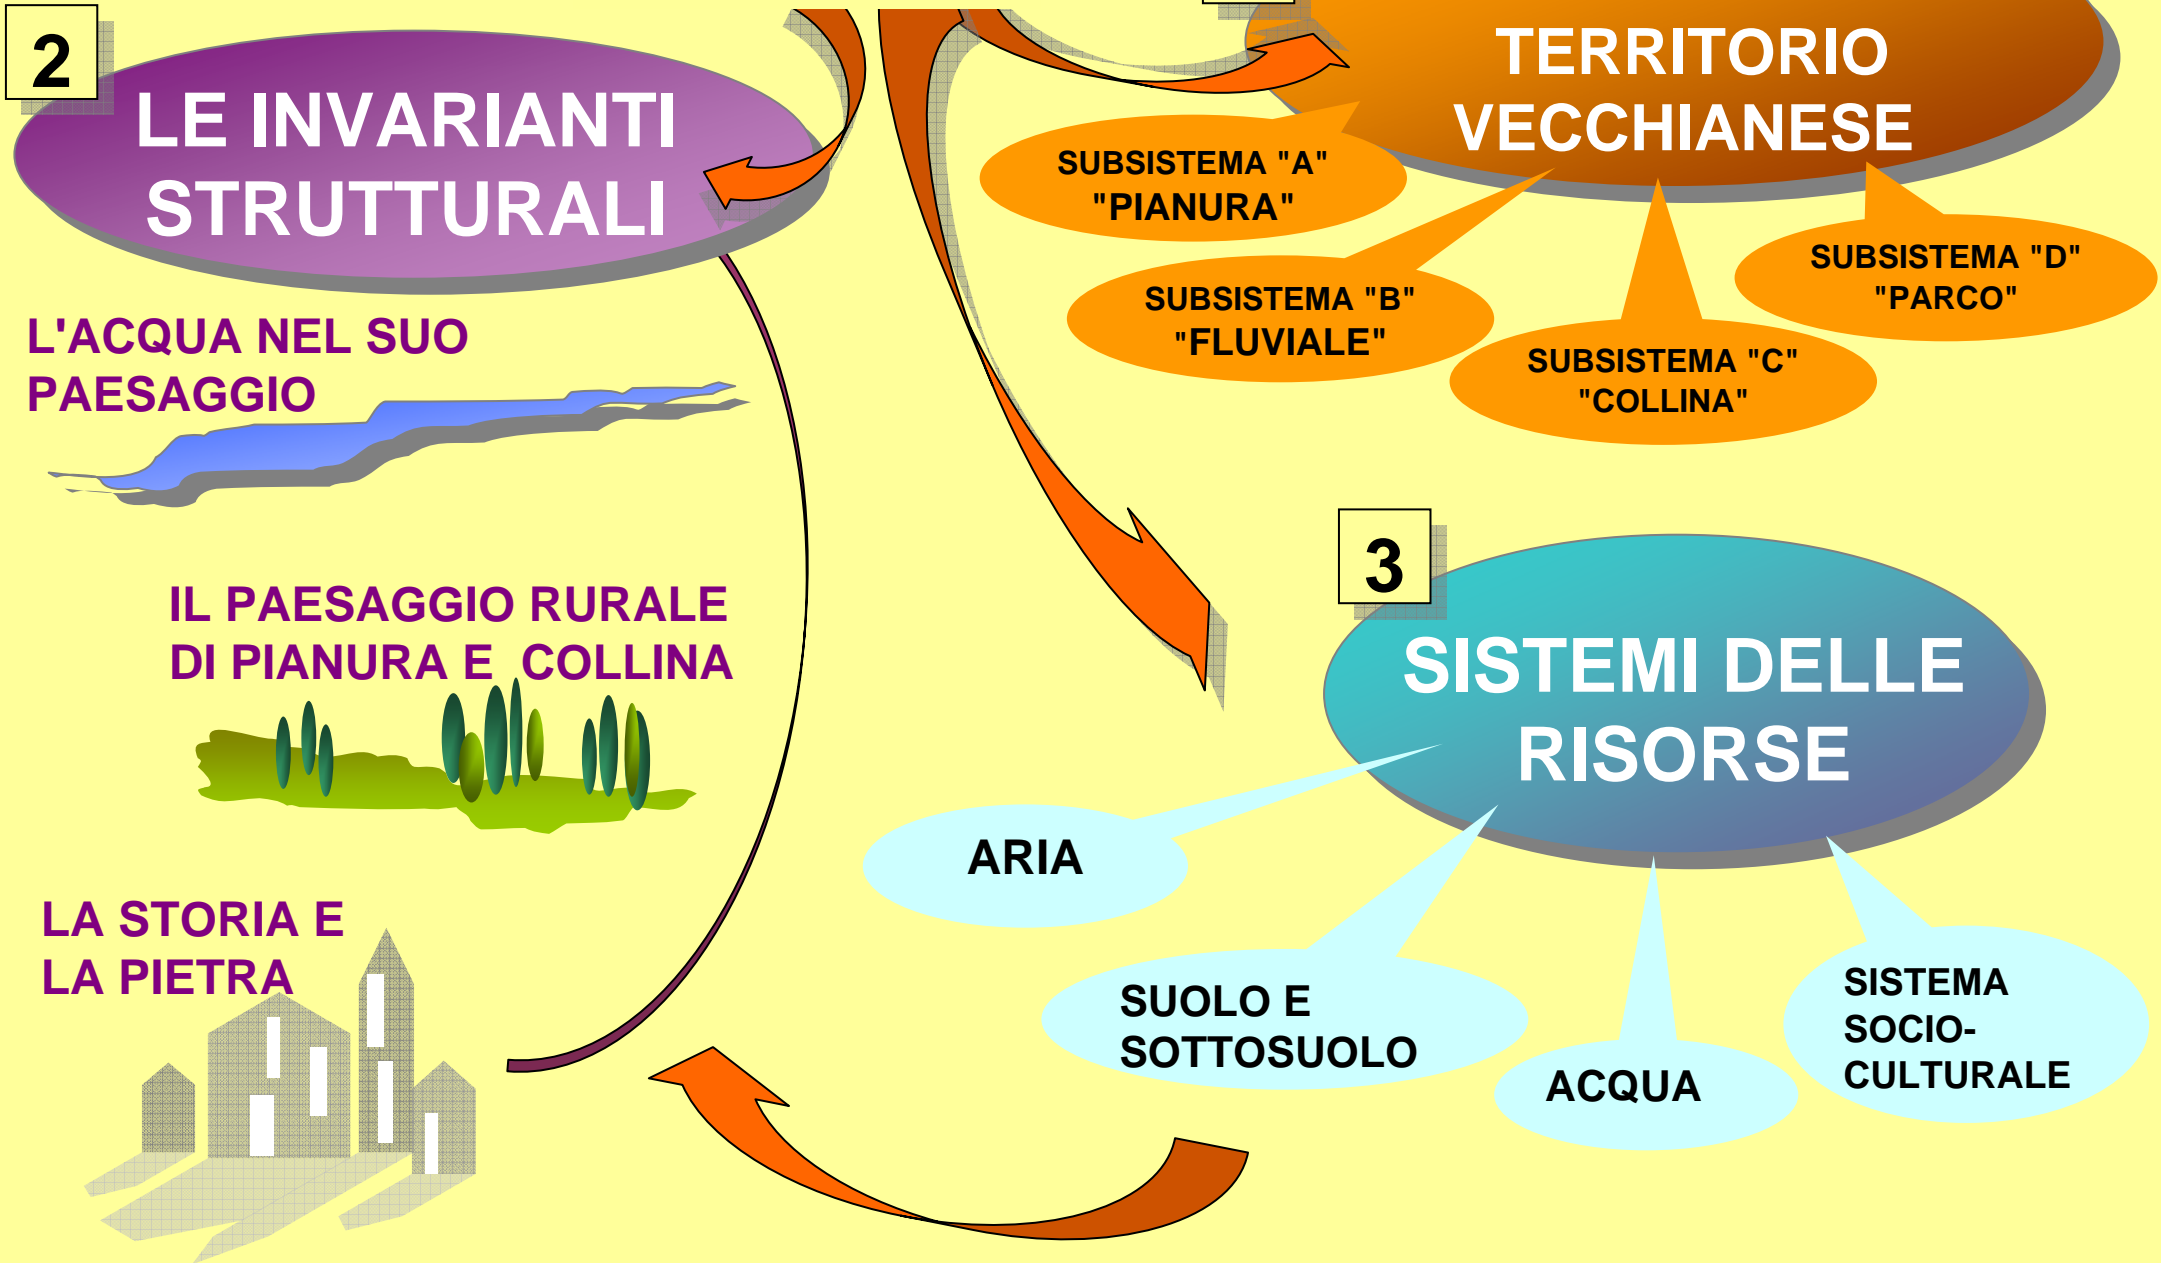 2
LE INVARIANTI
STRUTTURALI
L'ACQUA NEL SUO
PAESAGGIO
IL PAESAGGIO RURALE
DI PIANURA E  COLLINA
LA STORIA E
LA PIETRA
TERRITORIO
VECCHIANESE
SUBSISTEMA "A"
"PIANURA"
SUBSISTEMA "B"
"FLUVIALE"
SUBSISTEMA "C"
"COLLINA"
SUBSISTEMA "D"
"PARCO"
3
SISTEMI DELLE
RISORSE
ARIA
SUOLO E
SOTTOSUOLO
ACQUA
SISTEMA
SOCIO-
CULTURALE